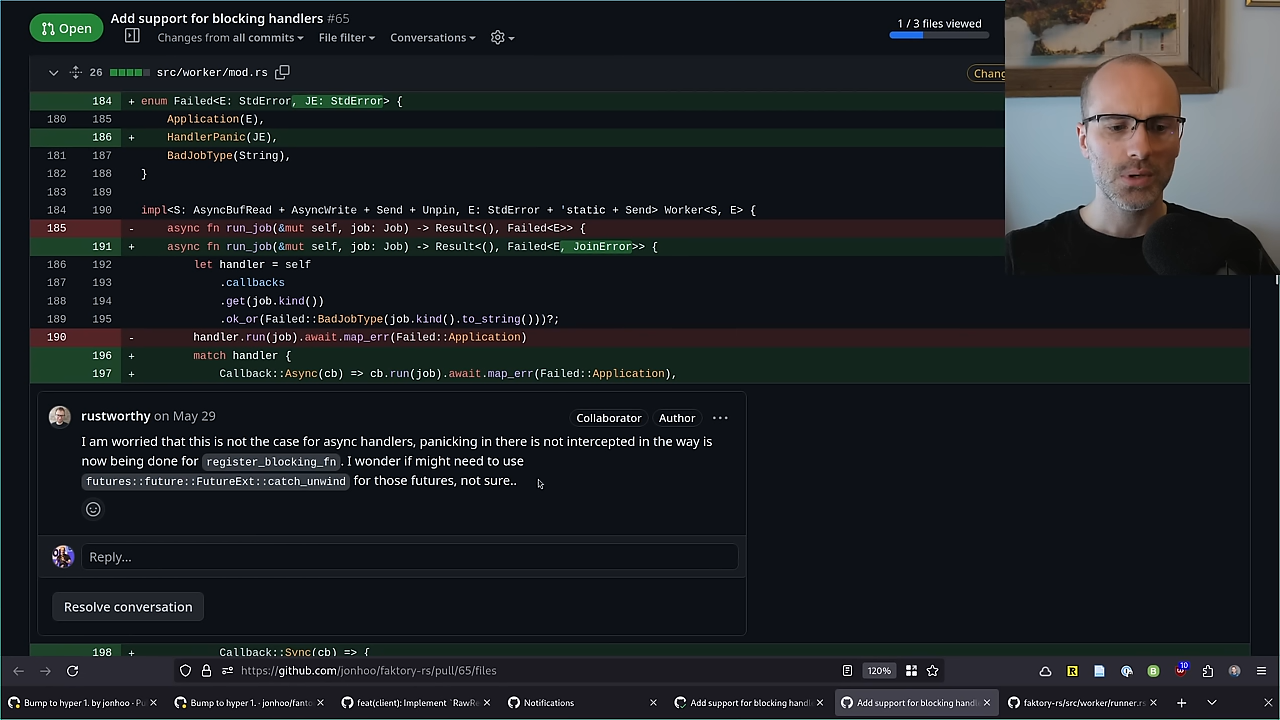 Open
Add support for blocking handlers #65
Changes from all commits
File filter
Conversations
1 / 3 files viewed
26 src/worker/mod.rs
Chang
184 + enum Failed<E: StdError, JE: StdError> {
180 185 Application(E),
186 + HandlerPanic(JE),
181 187 BadJobType(String),
182 188 }
183 189
184 190 impl<S: AsyncBufRead + AsyncWrite + Send + Unpin, E: StdError + 'static + Send> Worker<S, E> {
185 - async fn run_job(&mut self, job: Job) -> Result<(), Failed<E>> {
191 + async fn run_job(&mut self, job: Job) -> Result<(), Failed<E, JoinError>> {
186 192 let handler = self
187 193 .callbacks
188 194 .get(job.kind())
189 195 .ok_or(Failed::BadJobType(job.kind().to_string()))?;
190 - handler.run(job).await.map_err(Failed::Application)
196 + match handler {
197 + Callback::Async(cb) => cb.run(job).await.map_err(Failed::Application),
rustworthy on May 29
Collaborator
Author
I am worried that this is not the case for async handlers, panicking in there is not intercepted in the way is
now being done for register_blocking_fn. I wonder if might need to use
futures::future::FutureExt::catch_unwind for those futures, not sure..
Reply...
Resolve conversation
198 + Callback::Sync(cb) => {
https://github.com/jonhoo/faktory-rs/pull/65/files
120%
10
Bump to hyper 1. by jonhoo · Pu
Bump to hyper 1. · jonhoo/fanto
feat(client): Implement `RawRe
Notifications
Add support for blocking handl
Add support for blocking handl
faktory-rs/src/worker/runner.rs